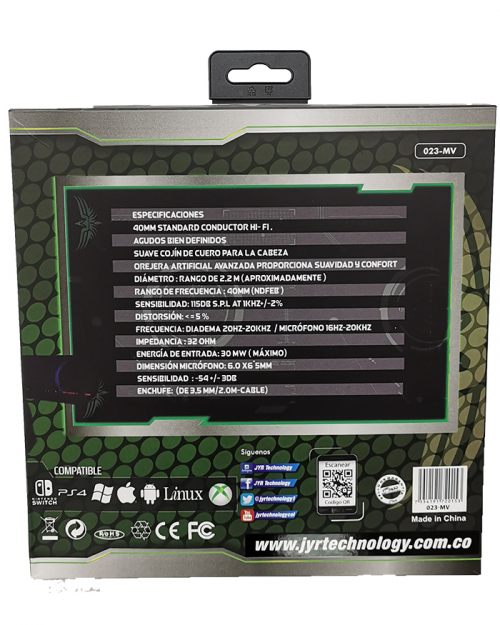 023-MV
ESPECIFICACIONES
40MM STANDARD CONDUCTOR HI-FI.
AGUDOS BIEN DEFINIDOS
SUAVE COJÍN DE CUERO PARA LA CABEZA
OREJERA ARTIFICIAL AVANZADA PROPORCIONA SUAVIDAD Y CONFORT
DIÁMETRO : RANGO DE 2.2 M (APROXIMADAMENTE )
RANGO DE FRECUENCIA : 40MM (NDFEB)
SENSIBILIDAD: 115DB S.P.L AT 1KHZ+/-2%
DISTORSIÓN: <= 5 %
FRECUENCIA: DIADEMA 20HZ-20KHZ / MICRÓFONO 16HZ-20KHZ
IMPEDANCIA : 32 OHM
ENERGÍA DE ENTRADA: 30 MW ( MÁXIMO)
DIMENSIÓN MICRÓFONO: 6.0 X6 5MM
SENSIBILIDAD : -54 +/- 3DB
ENCHUFE: (DE 3.5 MM/2.0M-CABLE)
COMPATIBLE
NINTENDO
SWITCH
PS4
Linux
RoHS
CE FC
Síguenos
JYR Technology
JYR Technology
@jyrtechnology
You Tube
jyrtechnologycol
Escanear
Código QR
023-MV
Made in China
www.jyrtechnology.com.co